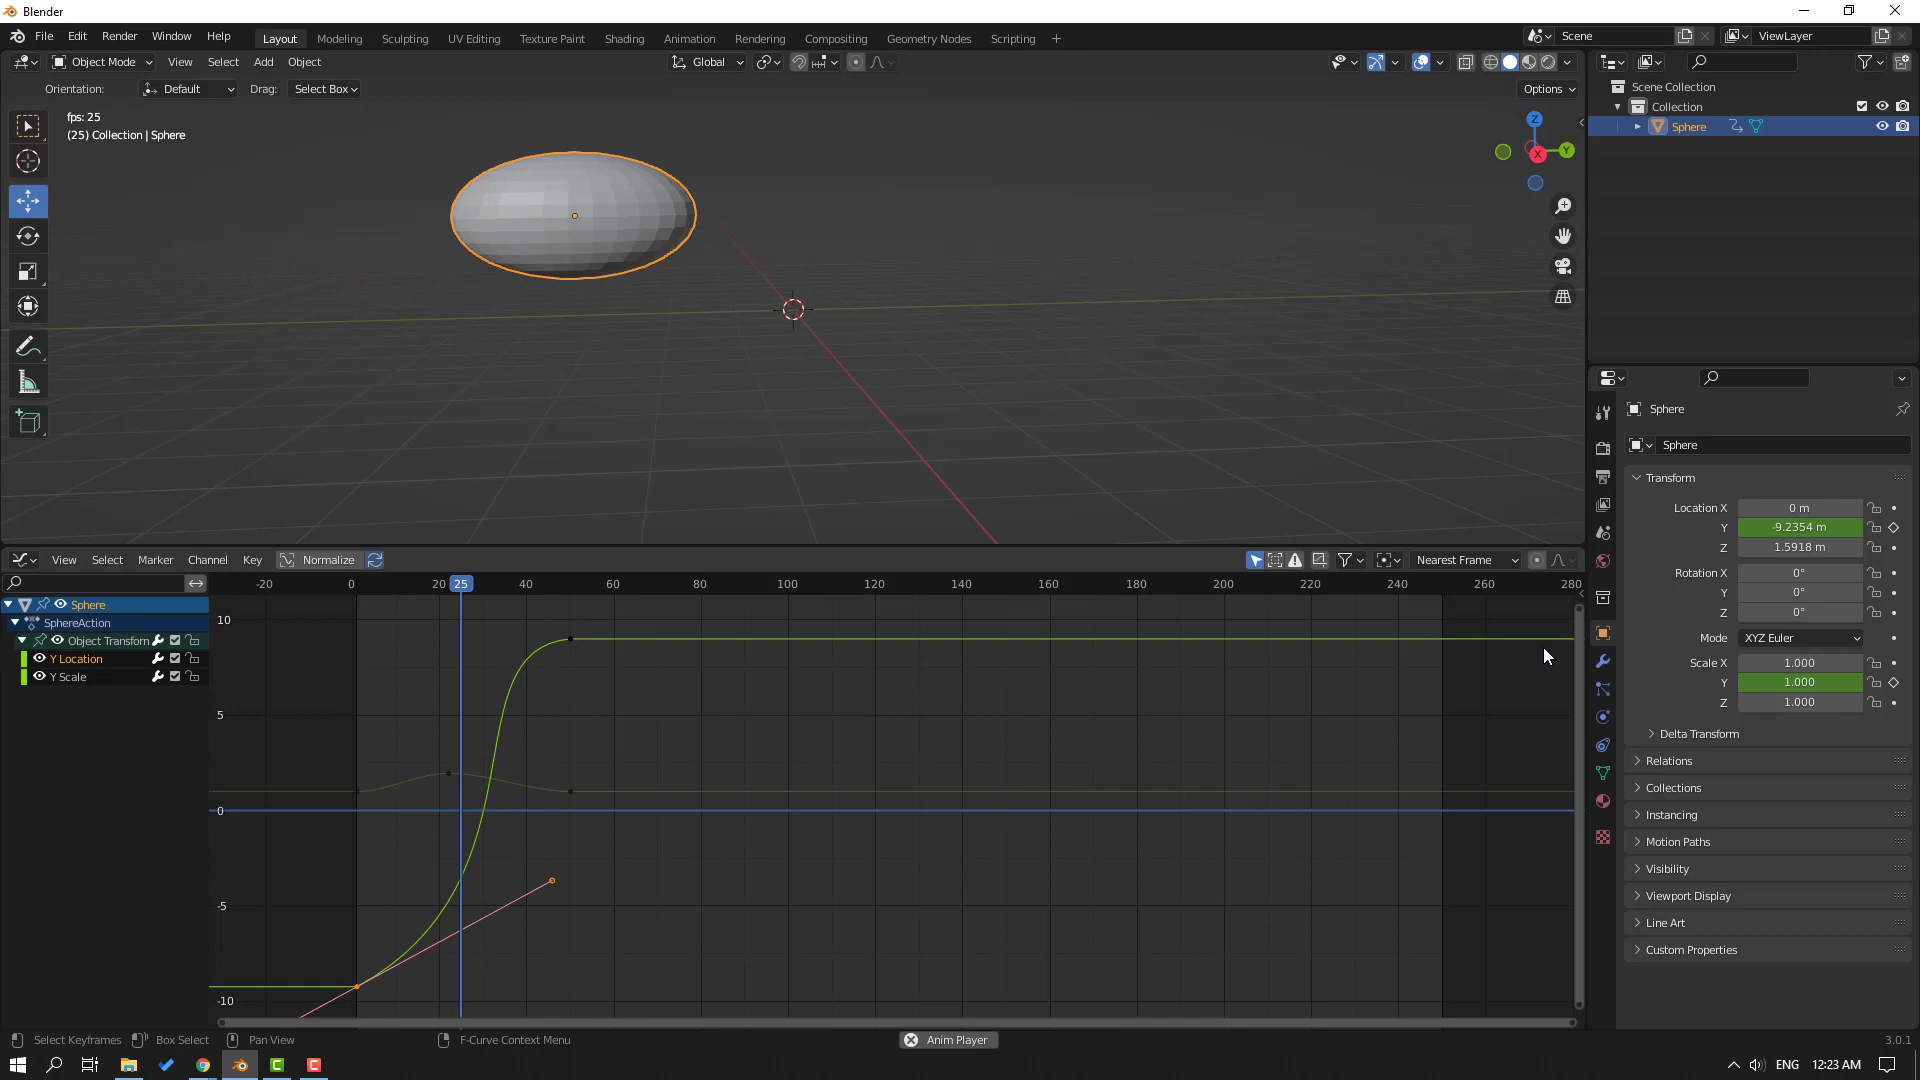 Blender
File Edit Render Window Help Layout Modeling Sculpting UV Editing Texture Paint Shading Animation Rendering Compositing Geometry Nodes Scripting + Scene ViewLayer
Object Mode View Select Add Object Global
Orientation: Default Drag: Select Box Options
fps: 25
(25) Collection | Sphere
Z
X
Y
Scene Collection
Collection
Sphere
Sphere
Sphere
Transform
Location X 0 m
Y -9.2354 m
Z 1.5918 m
Rotation X 0°
Y 0°
Z 0°
Mode XYZ Euler
Scale X 1.000
Y 1.000
Z 1.000
Delta Transform
Relations
Collections
Instancing
Motion Paths
Visibility
Viewport Display
Line Art
Custom Properties
View Select Marker Channel Key Normalize Nearest Frame
-20 0 20 25 40 60 80 100 120 140 160 180 200 220 240 260 280
Sphere
SphereAction
Object Transform
Y Location
Y Scale
10
5
0
-5
-10
Select Keyframes Box Select Pan View F-Curve Context Menu Anim Player 3.0.1
ENG 12:23 AM